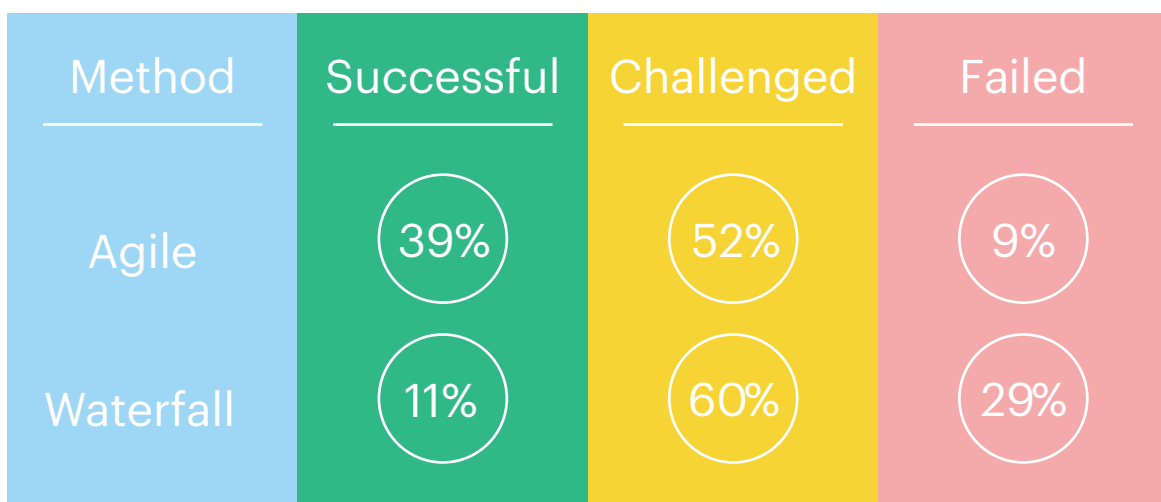 Method Successful Challenged Failed
Agile 39% 52% 9%
Waterfall 11% 60% 29%